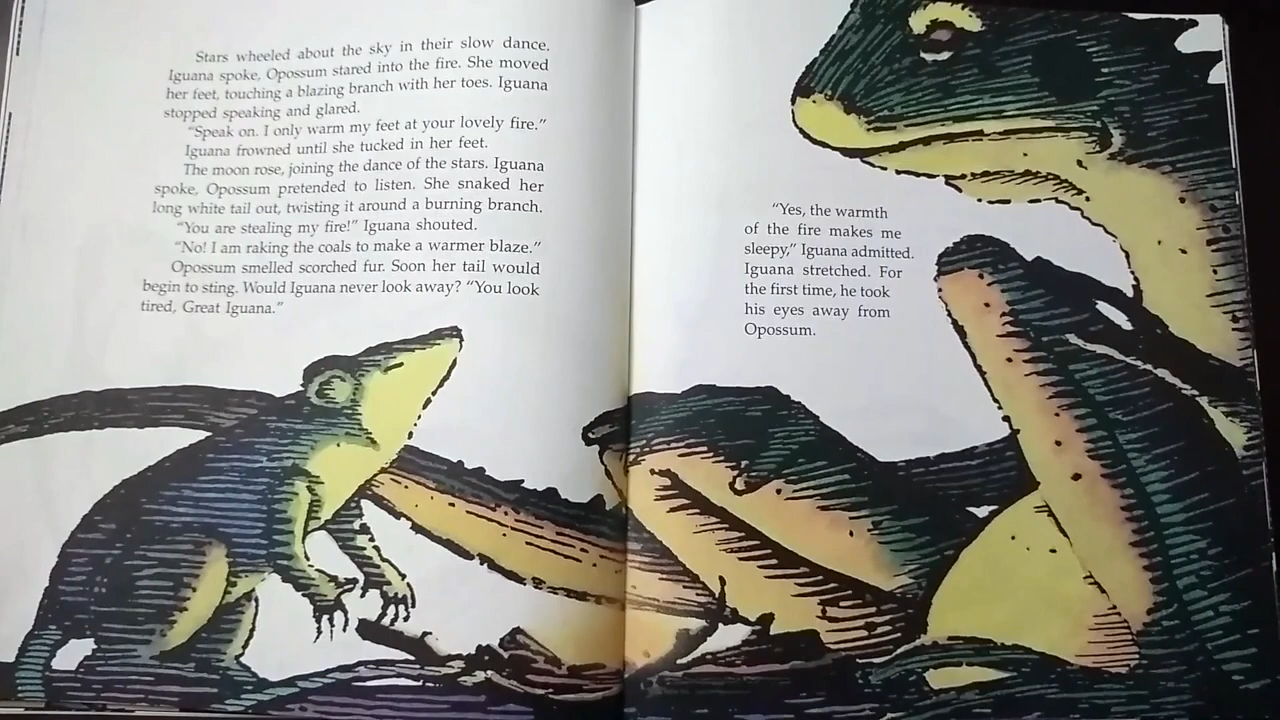 Stars wheeled about the sky in their slow dance.
Iguana spoke, Opossum stared into the fire. She moved
her feet, touching a blazing branch with her toes. Iguana
stopped speaking and glared.
“Speak on. I only warm my feet at your lovely fire.”
Iguana frowned until she tucked in her feet.
The moon rose, joining the dance of the stars. Iguana
spoke, Opossum pretended to listen. She snaked her
long white tail out, twisting it around a burning branch.
“You are stealing my fire!” Iguana shouted.
“No! I am raking the coals to make a warmer blaze.”
Opossum smelled scorched fur. Soon her tail would
begin to sting. Would Iguana never look away? “You look
tired, Great Iguana.”
“Yes, the warmth
of the fire makes me
sleepy,” Iguana admitted.
Iguana stretched. For
the first time, he took
his eyes away from
Opossum.